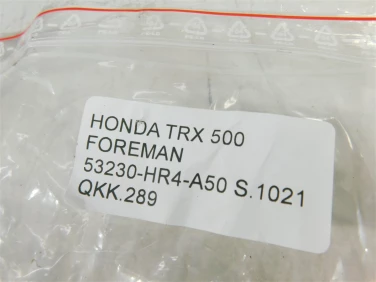 HONDA TRX 500
FOREMAN
53230-HR4-A50 S.1021
QKK.289